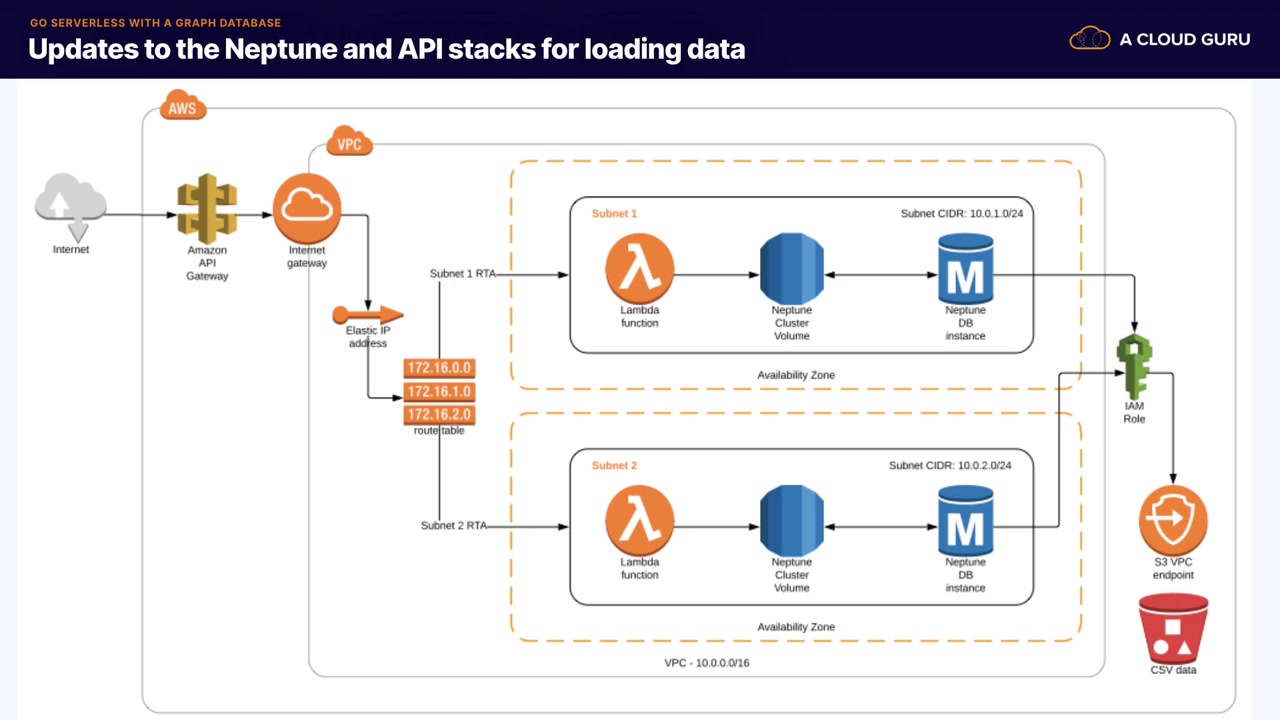 GO SERVERLESS WITH A GRAPH DATABASE
Updates to the Neptune and API stacks for loading data
A CLOUD GURU
AWS
VPC
Internet
Amazon
API
Gateway
Internet
gateway
Elastic IP
address
172.16.0.0
172.16.1.0
172.16.2.0
route table
Subnet 1 RTA
Subnet 2 RTA
Subnet 1
Subnet CIDR: 10.0.1.0/24
Lambda
function
Neptune
Cluster
Volume
M
Neptune
DB
instance
Availability Zone
Subnet 2
Subnet CIDR: 10.0.2.0/24
Lambda
function
Neptune
Cluster
Volume
M
Neptune
DB
instance
Availability Zone
VPC - 10.0.0.0/16
IAM
Role
S3 VPC
endpoint
CSV data